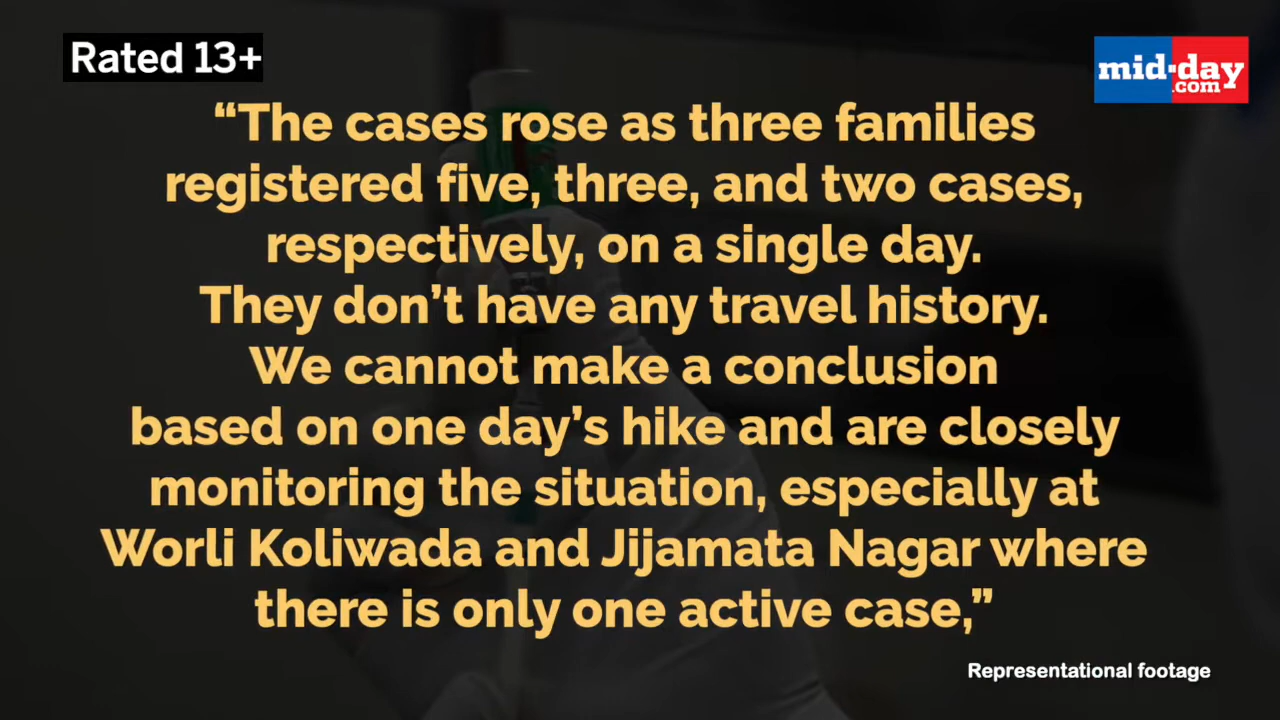 Rated 13+
mid-day
.com
“The cases rose as three families
registered five, three, and two cases,
respectively, on a single day.
They don’t have any travel history.
We cannot make a conclusion
based on one day’s hike and are closely
monitoring the situation, especially at
Worli Koliwada and Jijamata Nagar where
there is only one active case,”
Representational footage